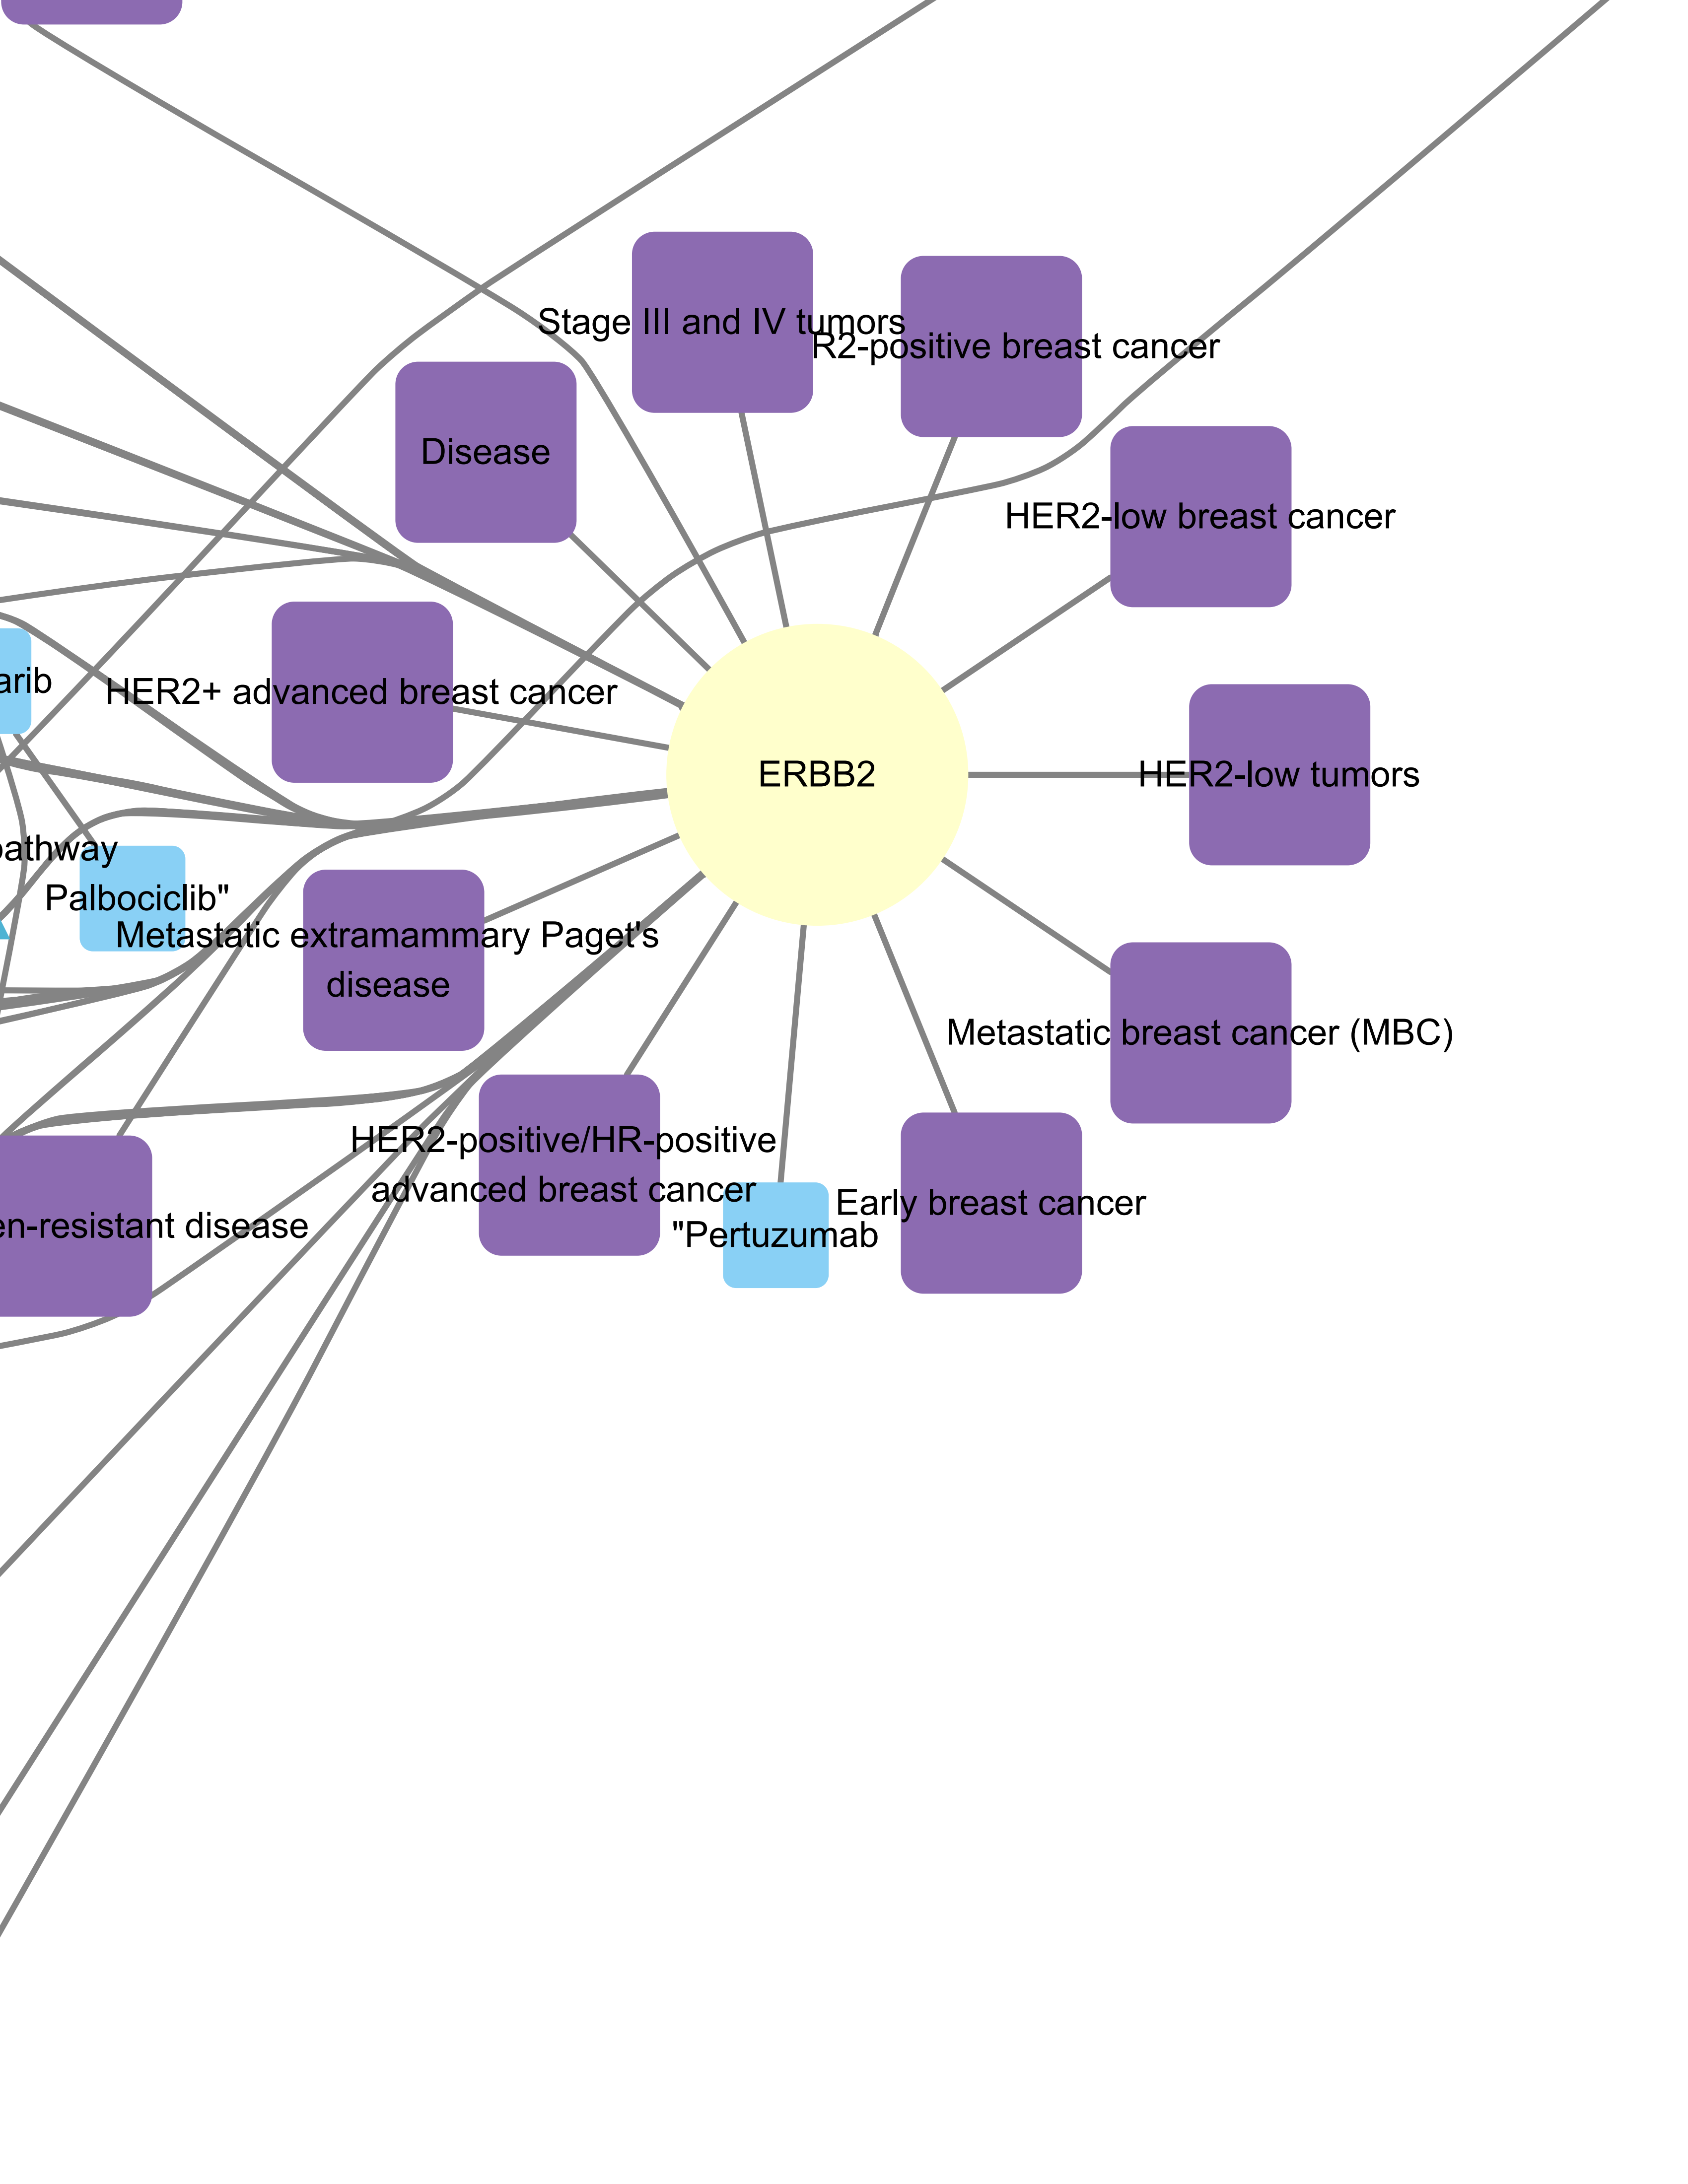 Stage III and IV tumors
R2-positive breast cancer
Disease
HER2-low breast cancer
arib
HER2+ advanced breast cancer
ERBB2
HER2-low tumors
pathway
Palbociclib"
Metastatic extramammary Paget's
disease
Metastatic breast cancer (MBC)
HER2-positive/HR-positive
advanced breast cancer
en-resistant disease
"Pertuzumab
Early breast cancer